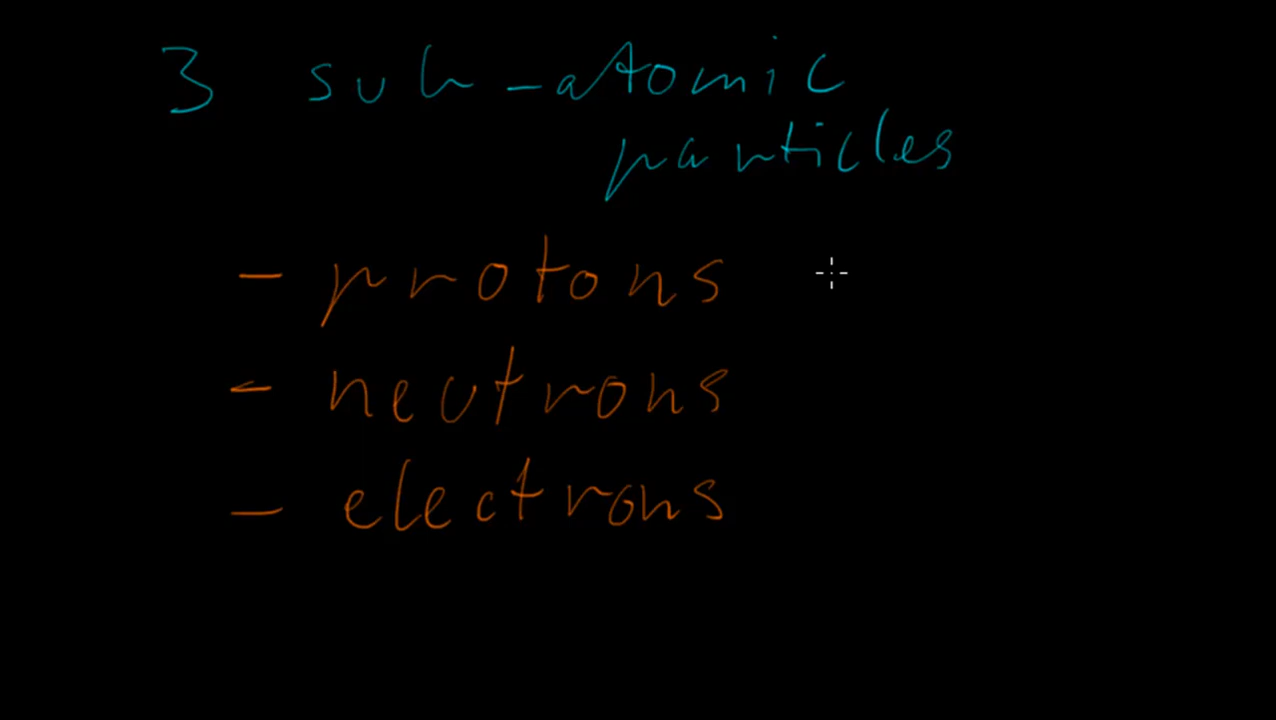 3 sub-atomic
particles
- protons
- neutrons
- electrons